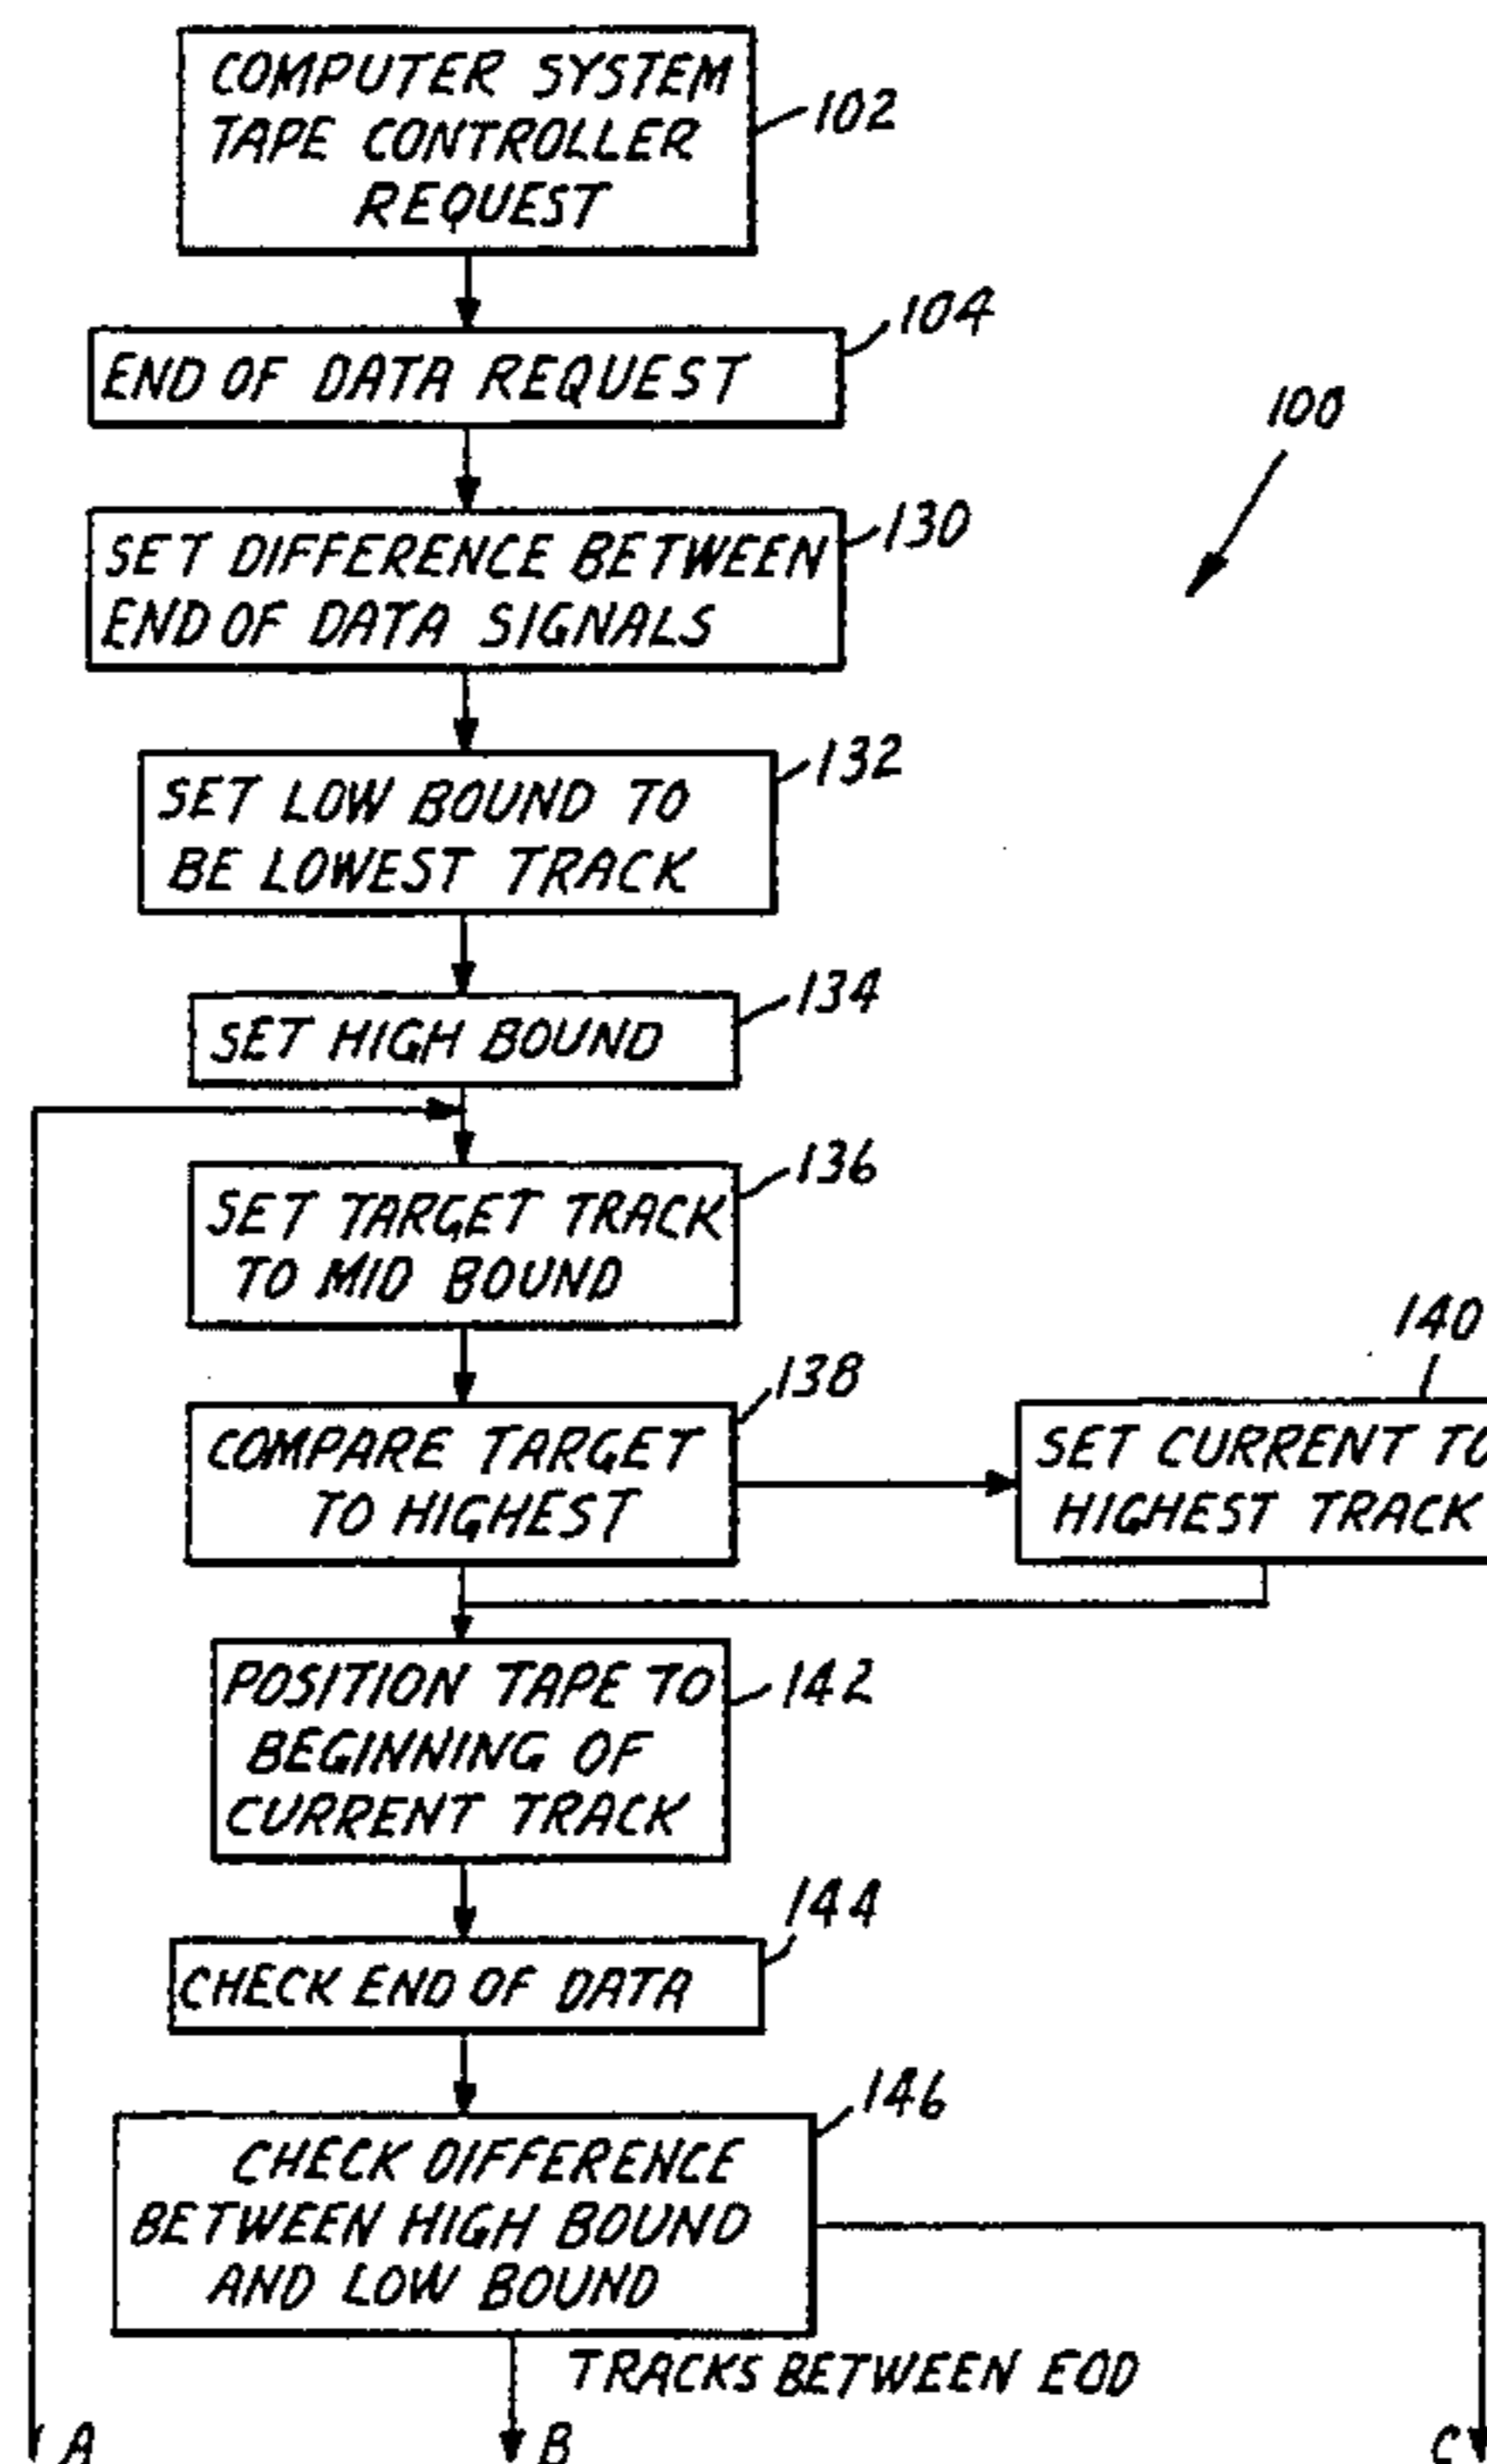 COMPUTER SYSTEM
TAPE CONTROLLER
REQUEST
102
END OF DATA REQUEST
104
100
SET DIFFERENCE BETWEEN
END OF DATA SIGNALS
130
SET LOW BOUND TO
BE LOWEST TRACK
132
SET HIGH BOUND
134
SET TARGET TRACK
TO MID BOUND
136
COMPARE TARGET
TO HIGHEST
138
SET CURRENT TO
HIGHEST TRACK
140
POSITION TAPE TO
BEGINNING OF
CURRENT TRACK
142
CHECK END OF DATA
144
CHECK DIFFERENCE
BETWEEN HIGH BOUND
AND LOW BOUND
146
TRACKS BETWEEN EOD
A
B
C